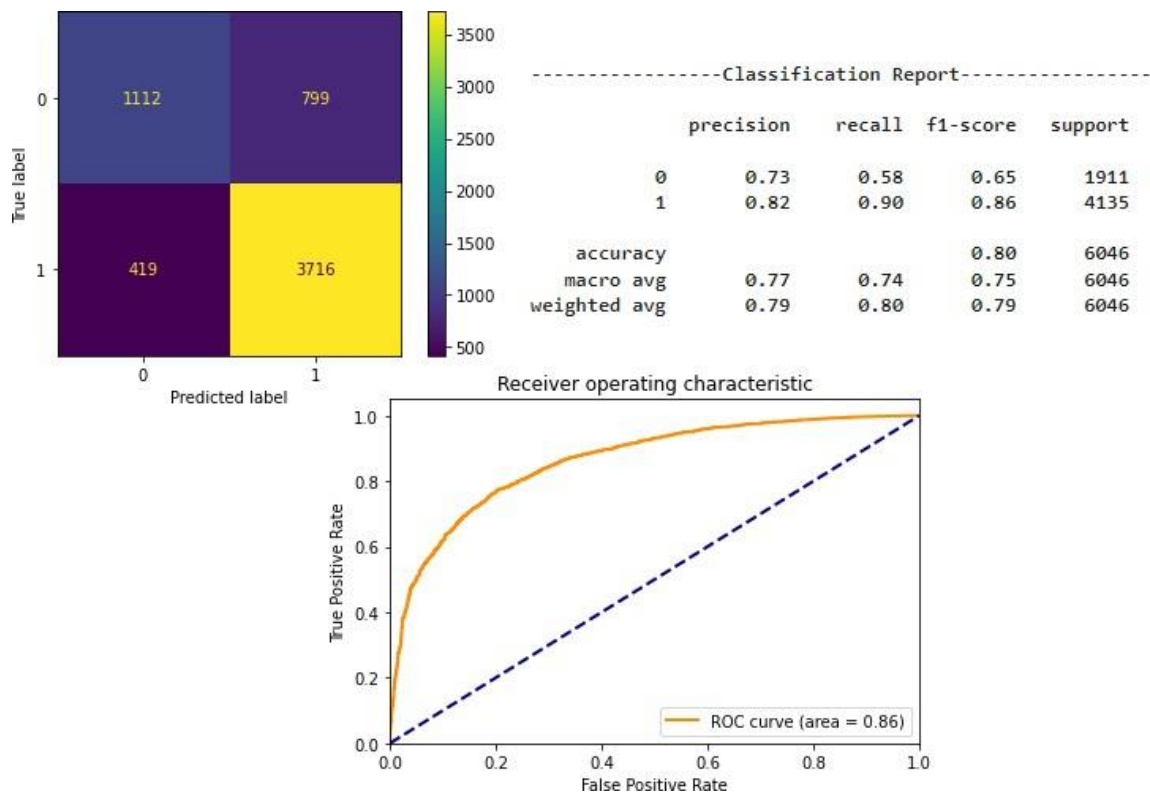 3500
3000
2500
2000
1500
1000
500
0
1112 799
1
419 3716
True label
0 1
Predicted label
-----------------Classification Report-----------------
precision recall f1-score support
0 0.73 0.58 0.65 1911
1 0.82 0.90 0.86 4135
accuracy 0.80 6046
macro avg 0.77 0.74 0.75 6046
weighted avg 0.79 0.80 0.79 6046
Receiver operating characteristic
1.0
0.8
0.6
0.4
0.2
0.0
True Positive Rate
ROC curve (area = 0.86)
0.0 0.2 0.4 0.6 0.8 1.0
False Positive Rate